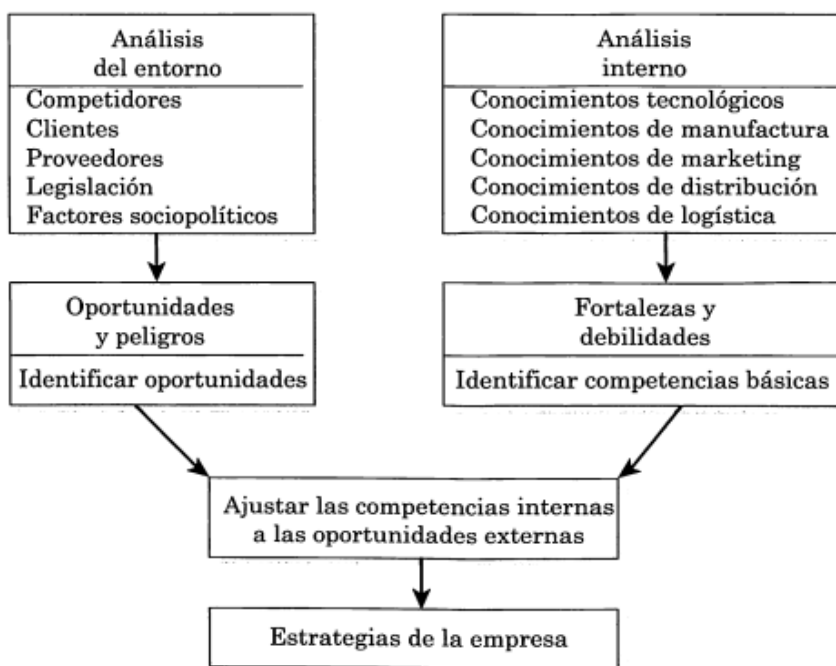 Análisis
del entorno
Competidores
Clientes
Proveedores
Legislación
Factores sociopolíticos
Análisis
interno
Conocimientos tecnológicos
Conocimientos de manufactura
Conocimientos de marketing
Conocimientos de distribución
Conocimientos de logística
Oportunidades
y peligros
Identificar oportunidades
Fortalezas y
debilidades
Identificar competencias básicas
Ajustar las competencias internas
a las oportunidades externas
Estrategias de la empresa